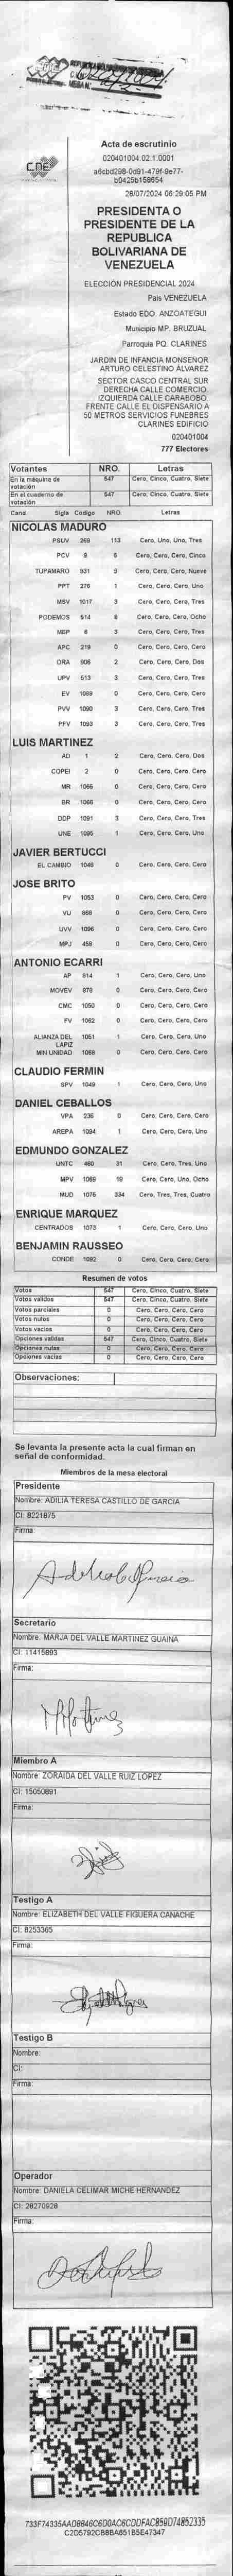 CNE
Acta de escrutinio
020401004.02.1.0001
28/07/2024 06:29:05 PM
PRESIDENTA O
PRESIDENTE DE LA
REPUBLICA
BOLIVARIANA DE
VENEZUELA
ELECCIÓN PRESIDENCIAL 2024
País VENEZUELA
Estado EDO. ANZOATEGUI
Municipio MP. BRUZUAL
Parroquia PQ. CLARINES
JARDIN DE INFANCIA MONSENOR
ARTURO CELESTINO ÁLVAREZ
SECTOR CASCO CENTRAL SUR
DERECHA CALLE COMERCIO.
IZQUIERDA CALLE CARABOBO.
FRENTE CALLE EL DISPENSARIO A
50 METROS SERVICIOS FUNEBRES
CLARINES EDIFICIO
020401004
777 Electores
Votantes NRO. Letras
En la máquina de votación 547 Cero, Cinco, Cuatro, Siete
En el cuaderno de votación 547 Cero, Cinco, Cuatro, Siete
Cand. Sigla Codigo NRO. Letras
NICOLAS MADURO
PSUV 269 113 Cero, Uno, Uno, Tres
PCV 8 5 Cero, Cero, Cero, Cinco
TUPAMARO 931 9 Cero, Cero, Cero, Nueve
PPT 276 1 Cero, Cero, Cero, Uno
MSV 1017 3 Cero, Cero, Cero, Tres
PODEMOS 514 8 Cero, Cero, Cero, Ocho
MEP 6 3 Cero, Cero, Cero, Tres
APC 219 0 Cero, Cero, Cero, Cero
ORA 906 2 Cero, Cero, Cero, Dos
UPV 513 3 Cero, Cero, Cero, Tres
EV 1089 0 Cero, Cero, Cero, Cero
PVV 1090 3 Cero, Cero, Cero, Tres
PFV 1093 3 Cero, Cero, Cero, Tres
LUIS MARTINEZ
AD 1 2 Cero, Cero, Cero, Dos
COPEI 2 0 Cero, Cero, Cero, Cero
MR 1065 0 Cero, Cero, Cero, Cero
BR 1066 0 Cero, Cero, Cero, Cero
DDP 1091 3 Cero, Cero, Cero, Tres
UNE 1095 1 Cero, Cero, Cero, Uno
JAVIER BERTUCCI
EL CAMBIO 1048 0 Cero, Cero, Cero, Cero
JOSE BRITO
PV 1053 0 Cero, Cero, Cero, Cero
VU 868 0 Cero, Cero, Cero, Cero
UVV 1096 0 Cero, Cero, Cero, Cero
MPJ 458 0 Cero, Cero, Cero, Cero
ANTONIO ECARRI
AP 814 1 Cero, Cero, Cero, Uno
MOVEV 878 0 Cero, Cero, Cero, Cero
CMC 1050 0 Cero, Cero, Cero, Cero
FV 1062 0 Cero, Cero, Cero, Cero
ALIANZA DEL LAPIZ 1051 1 Cero, Cero, Cero, Uno
MIN UNIDAD 1068 0 Cero, Cero, Cero, Cero
CLAUDIO FERMIN
SPV 1049 1 Cero, Cero, Cero, Uno
DANIEL CEBALLOS
VPA 236 0 Cero, Cero, Cero, Cero
AREPA 1094 1 Cero, Cero, Cero, Uno
EDMUNDO GONZALEZ
UNTC 460 31 Cero, Cero, Tres, Uno
MPV 1069 18 Cero, Cero, Uno, Ocho
MUD 1076 334 Cero, Tres, Tres, Cuatro
ENRIQUE MARQUEZ
CENTRADOS 1073 1 Cero, Cero, Cero, Uno
BENJAMIN RAUSSEO
CONDE 1092 0 Cero, Cero, Cero, Cero
Resumen de votos
Votos 547 Cero, Cinco, Cuatro, Siete
Votos validos 547 Cero, Cinco, Cuatro, Siete
Votos parciales 0 Cero, Cero, Cero, Cero
Votos nulos 0 Cero, Cero, Cero, Cero
Votos vacios 0 Cero, Cero, Cero, Cero
Opciones validas 547 Cero, Cinco, Cuatro, Siete
Opciones nulas 0 Cero, Cero, Cero, Cero
Opciones vacias 0 Cero, Cero, Cero, Cero
Observaciones:
Se levanta la presente acta la cual firman en
señal de conformidad.
Miembros de la mesa electoral
Presidente
Nombre: ADILIA TERESA CASTILLO DE GARCIA
CI: 8221875
Firma:
Secretario
Nombre: MARJA DEL VALLE MARTINEZ GUAINA
CI: 11415893
Firma:
Miembro A
Nombre: ZORAIDA DEL VALLE RUIZ LOPEZ
CI: 15050891
Firma:
Testigo A
Nombre: ELIZABETH DEL VALLE FIGUERA CANACHE
CI: 8253365
Firma:
Testigo B
Nombre:
CI:
Firma:
Operador
Nombre: DANIELA CELIMAR MICHE HERNANDEZ
CI: 28270928
Firma: